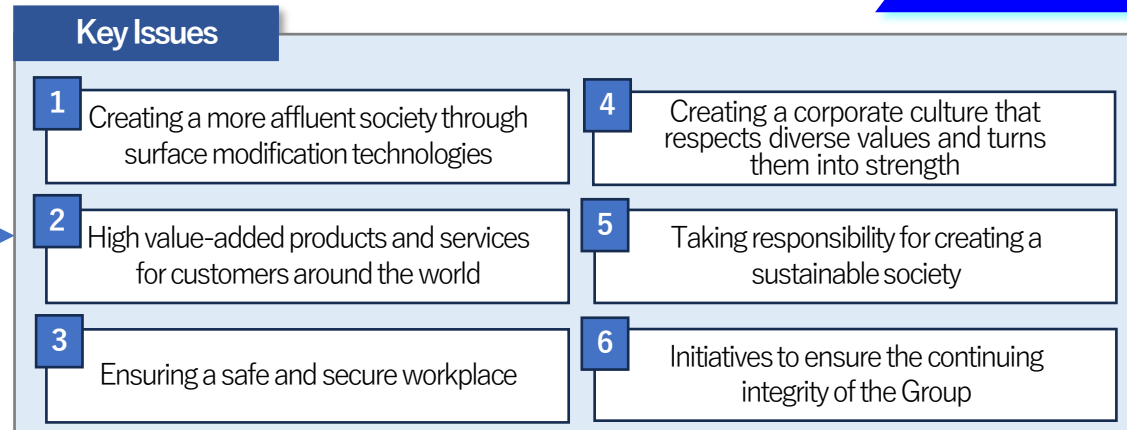 Key Issues
1
Creating a more affluent society through
surface modification technologies
2
High value-added products and services
for customers around the world
3
Ensuring a safe and secure workplace
4
Creating a corporate culture that
respects diverse values and turns
them into strength
5
Taking responsibility for creating a
sustainable society
6
Initiatives to ensure the continuing
integrity of the Group